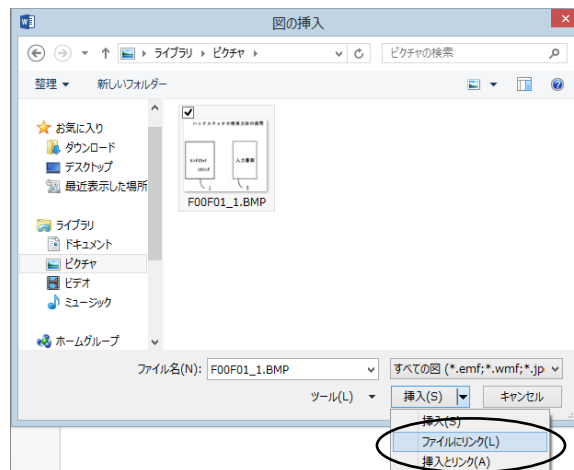 図の挿入
ライブラリ ▸ ピクチャ ▸
ピクチャの検索
整理 ▼ 新しいフォルダー
お気に入り
ダウンロード
デスクトップ
最近表示した場所
ライブラリ
ドキュメント
ピクチャ
ビデオ
ミュージック
ホームグループ
入力画面
F00F01_1.BMP
ファイル名(N): F00F01_1.BMP
すべての図 (*.emf;*.wmf;*.jp
ツール(L) ▼ 挿入(S) ▼ キャンセル
挿入(S)
ファイルにリンク(L)
挿入とリンク(A)